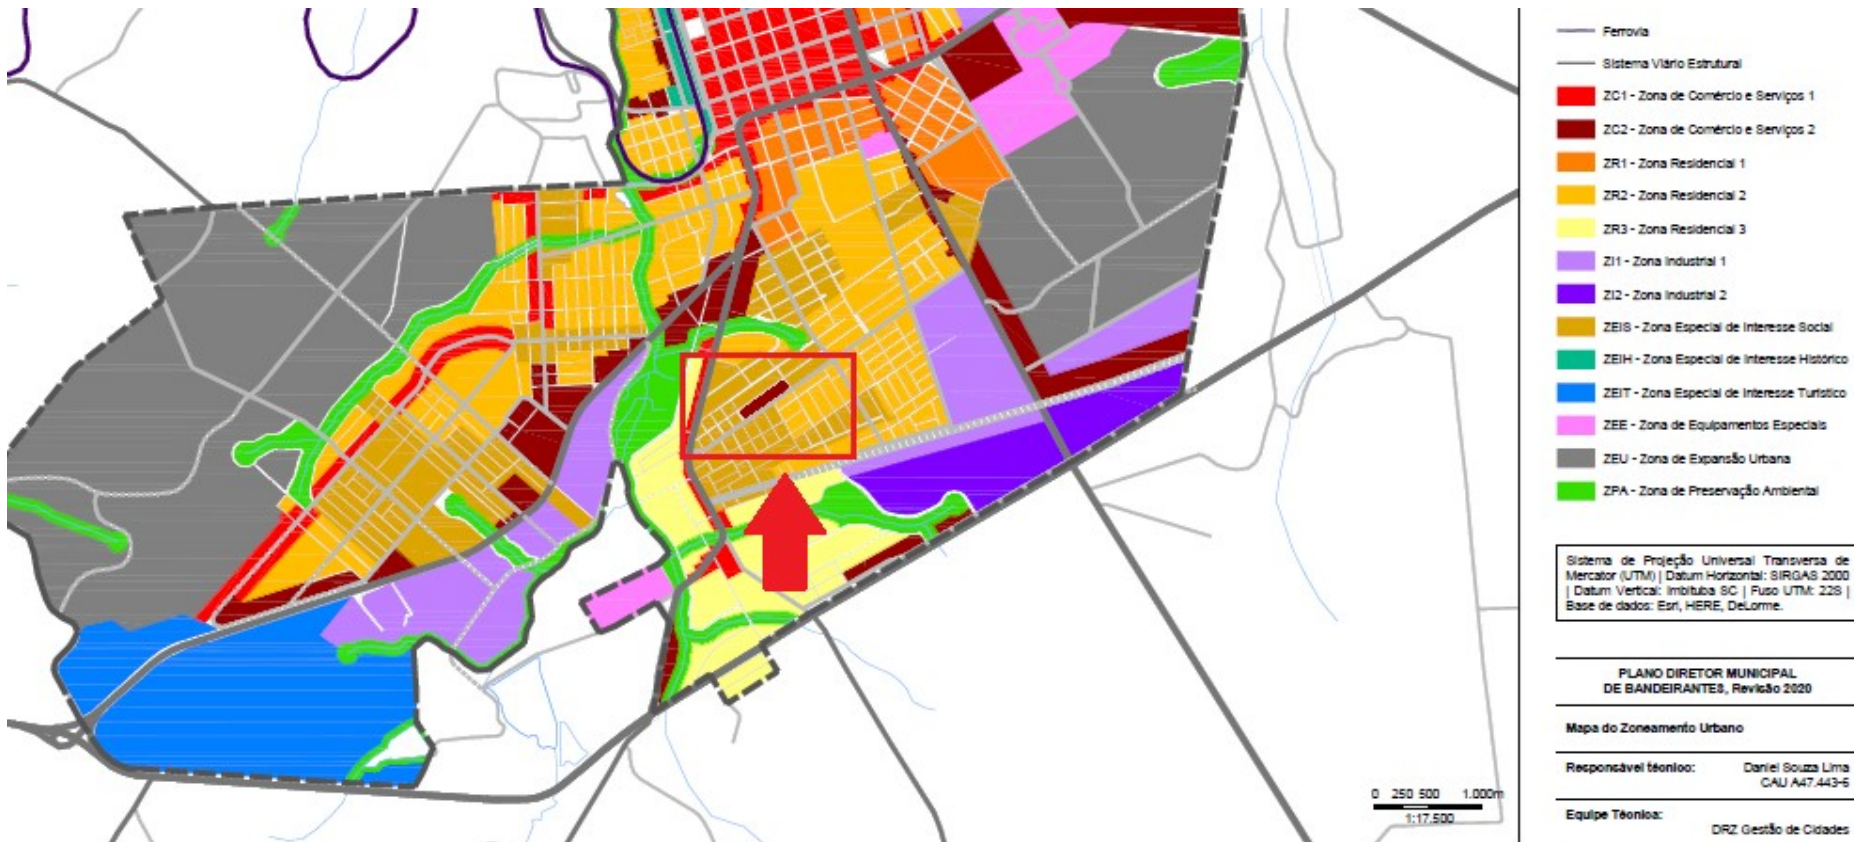 Ferrovia
Sistema Viário Estrutural
ZC1 - Zona de Comércio e Serviços 1
ZC2 - Zona de Comércio e Serviços 2
ZR1 - Zona Residencial 1
ZR2 - Zona Residencial 2
ZR3 - Zona Residencial 3
ZI1 - Zona Industrial 1
ZI2 - Zona Industrial 2
ZEIS - Zona Especial de Interesse Social
ZEIH - Zona Especial de Interesse Histórico
ZEIT - Zona Especial de Interesse Turístico
ZEE - Zona de Equipamentos Especiais
ZEU - Zona de Expansão Urbana
ZPA - Zona de Preservação Ambiental
Sistema de Projeção Universal Transversa de
Mercator (UTM) | Datum Horizontal: SIRGAS 2000
| Datum Vertical: Imbituba SC | Fuso UTM: 22S |
Base de dados: Esri, HERE, DeLorme.
PLANO DIRETOR MUNICIPAL
DE BANDEIRANTES, Revisão 2020
Mapa do Zoneamento Urbano
Responsável técnico: Daniel Souza Lima
CAU A47.443-6
Equipe Técnica:
DRZ Gestão de Cidades
0 250 500 1.000m
1:17.500